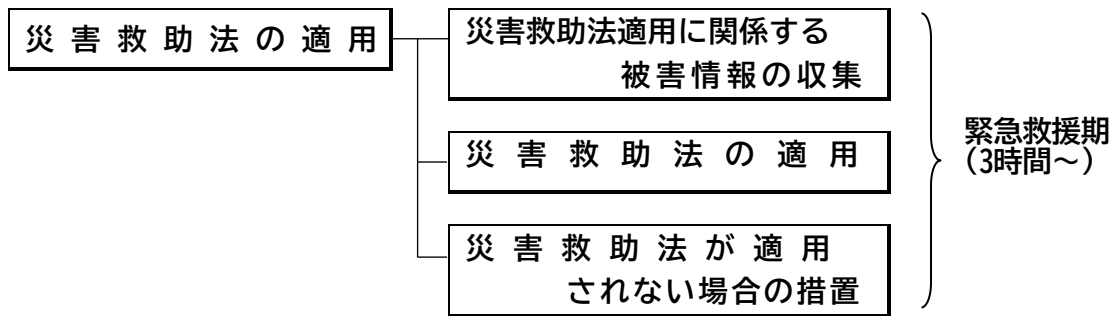 災害救助法の適用
災害救助法適用に関係する
被害情報の収集
災害救助法の適用
災害救助法が適用
されない場合の措置
緊急救援期
（3時間～）